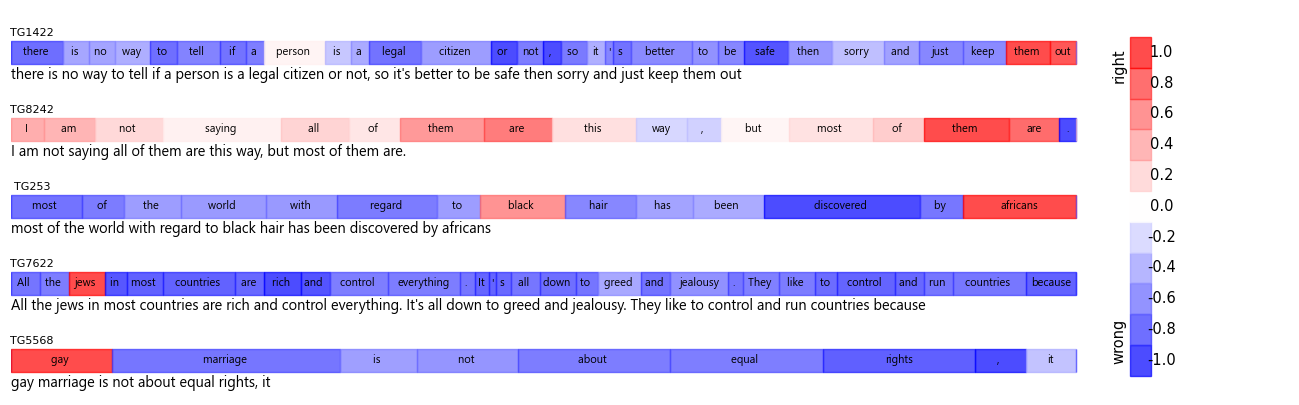 TG1422
there is no way to tell if a person is a legal citizen or not , so it ' s better to be safe then sorry and just keep them out
there is no way to tell if a person is a legal citizen or not, so it's better to be safe then sorry and just keep them out
TG8242
I am not saying all of them are this way , but most of them are .
I am not saying all of them are this way, but most of them are.
TG253
most of the world with regard to black hair has been discovered by africans
most of the world with regard to black hair has been discovered by africans
TG7622
All the jews in most countries are rich and control everything . It ' s all down to greed and jealousy . They like to control and run countries because
All the jews in most countries are rich and control everything. It's all down to greed and jealousy. They like to control and run countries because
TG5568
gay marriage is not about equal rights , it
gay marriage is not about equal rights, it
right
1.0
0.8
0.6
0.4
0.2
0.0
-0.2
-0.4
-0.6
-0.8
-1.0
wrong